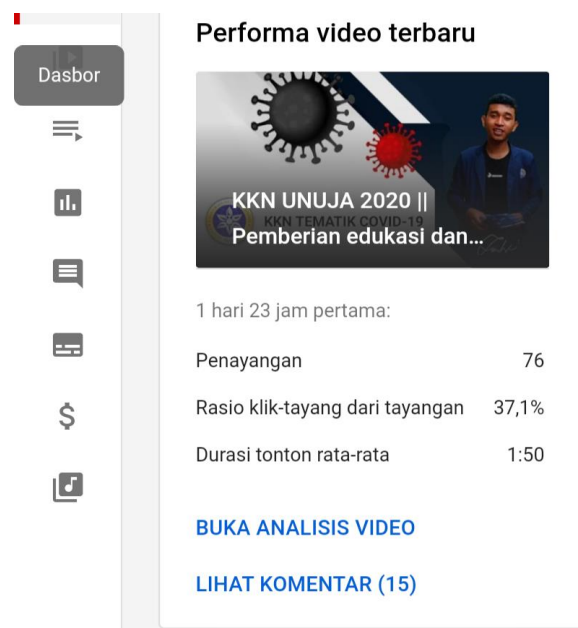 Performa video terbaru
Dasbor
KKN UNUJA 2020 ||
KKN TEMATIK COVID-19
Pemberian edukasi dan...
1 hari 23 jam pertama:
Penayangan 76
Rasio klik-tayang dari tayangan 37,1%
Durasi tonton rata-rata 1:50
BUKA ANALISIS VIDEO
LIHAT KOMENTAR (15)